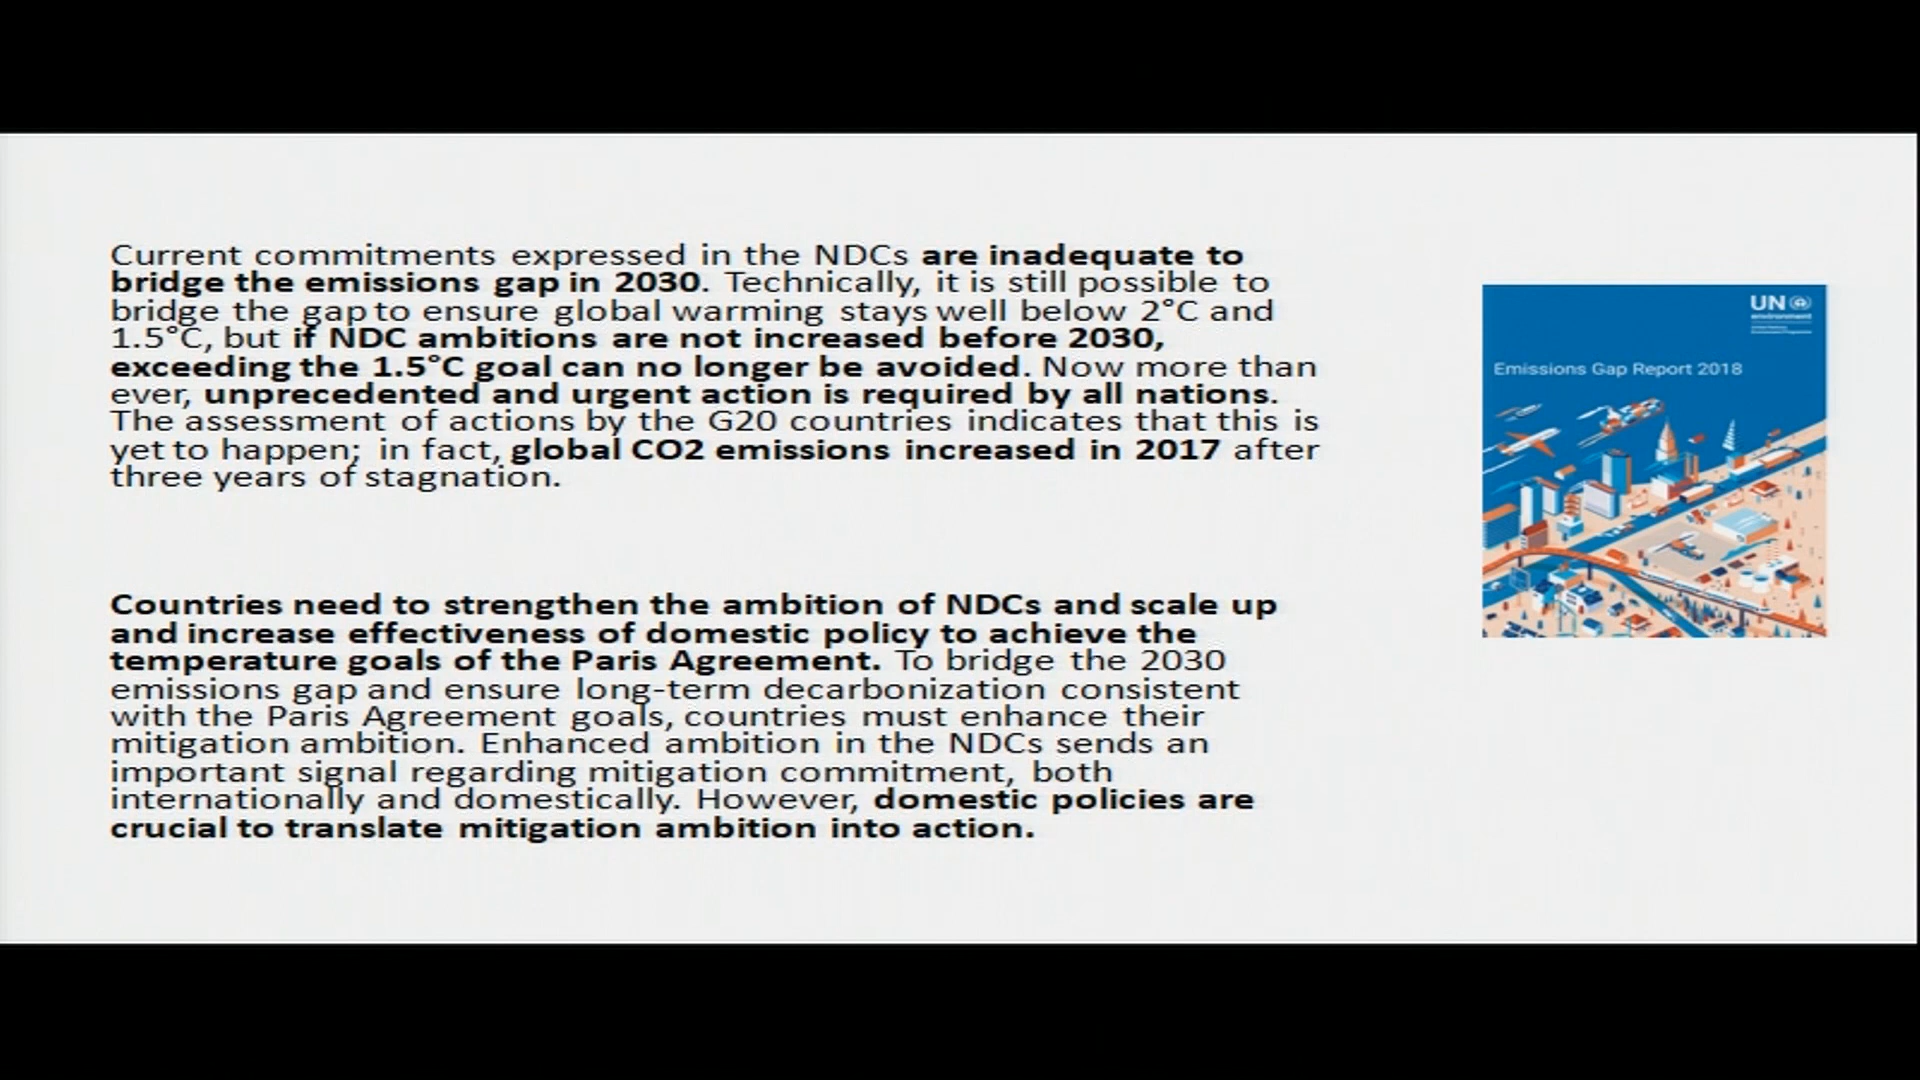 Current commitments expressed in the NDCs are inadequate to
bridge the emissions gap in 2030. Technically, it is still possible to
bridge the gap to ensure global warming stays well below 2°C and
1.5°C, but if NDC ambitions are not increased before 2030,
exceeding the 1.5°C goal can no longer be avoided. Now more than
ever, unprecedented and urgent action is required by all nations.
The assessment of actions by the G20 countries indicates that this is
yet to happen; in fact, global CO2 emissions increased in 2017 after
three years of stagnation.
Countries need to strengthen the ambition of NDCs and scale up
and increase effectiveness of domestic policy to achieve the
temperature goals of the Paris Agreement. To bridge the 2030
emissions gap and ensure long-term decarbonization consistent
with the Paris Agreement goals, countries must enhance their
mitigation ambition. Enhanced ambition in the NDCs sends an
important signal regarding mitigation commitment, both
internationally and domestically. However, domestic policies are
crucial to translate mitigation ambition into action.
UN
environment
Emissions Gap Report 2018